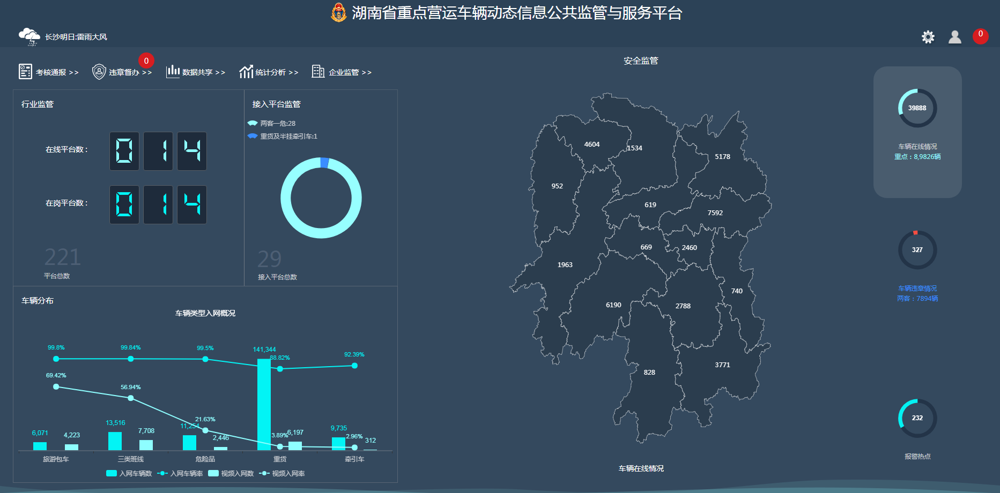 湖南省重点营运车辆动态信息公共监管与服务平台
长沙明日:雷雨大风
0
考核通报 >>
违章督办 >>
0
数据共享 >>
统计分析 >>
企业监管 >>
行业监管
在线平台数：
014
在岗平台数：
014
221
平台总数
接入平台监管
两客一危:28
重货及半挂牵引车:1
29
接入平台总数
车辆分布
车辆类型入网概况
99.8%
99.84%
99.5%
141,344
88.82%
92.39%
69.42%
56.94%
21.63%
3.89%
2.96%
6,071
4,223
13,516
7,708
11,254
2,446
6,197
9,735
312
旅游包车
三类班线
危险品
重货
牵引车
入网车辆数
入网车辆率
视频入网数
视频入网率
安全监管
4604
1534
5178
952
619
7592
669
2460
1963
740
6190
2788
3771
828
车辆在线情况
39888
车辆在线情况
重点：8,9826辆
327
车辆违章情况
两客：7894辆
232
报警热点